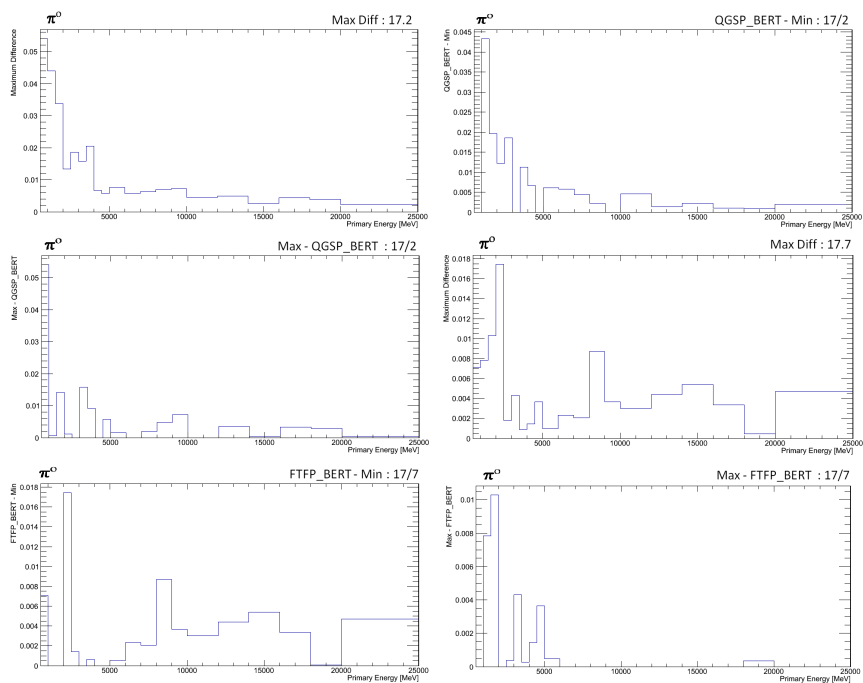 π⁰ Max Diff : 17.2
Maximum Difference
0.05
0.04
0.03
0.02
0.01
0
5000 10000 15000 20000 25000
Primary Energy [MeV]
π⁰ QGSP_BERT - Min : 17/2
QGSP_BERT - Min
0.045
0.04
0.035
0.03
0.025
0.02
0.015
0.01
0.005
0
5000 10000 15000 20000 25000
Primary Energy [MeV]
π⁰ Max - QGSP_BERT : 17/2
Max - QGSP_BERT
0.05
0.04
0.03
0.02
0.01
0
5000 10000 15000 20000 25000
Primary Energy [MeV]
π⁰ Max Diff : 17.7
Maximum Difference
0.018
0.016
0.014
0.012
0.01
0.008
0.006
0.004
0.002
0
5000 10000 15000 20000 25000
Primary Energy [MeV]
π⁰ FTFP_BERT - Min : 17/7
FTFP_BERT - Min
0.018
0.016
0.014
0.012
0.01
0.008
0.006
0.004
0.002
0
5000 10000 15000 20000 25000
Primary Energy [MeV]
π⁰ Max - FTFP_BERT : 17/7
Max - FTFP_BERT
0.01
0.008
0.006
0.004
0.002
0
5000 10000 15000 20000 25000
Primary Energy [MeV]